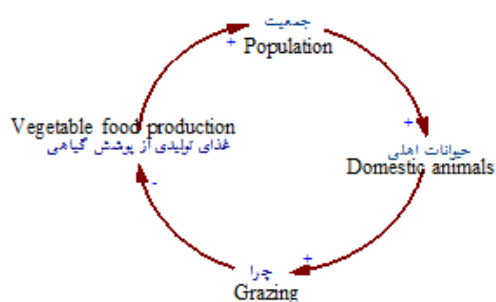 جمعیت
+ Population
+
حیوانات اهلی
Domestic animals
+
چرا
Grazing
-
Vegetable food production
غذای تولیدی از پوشش گیاهی